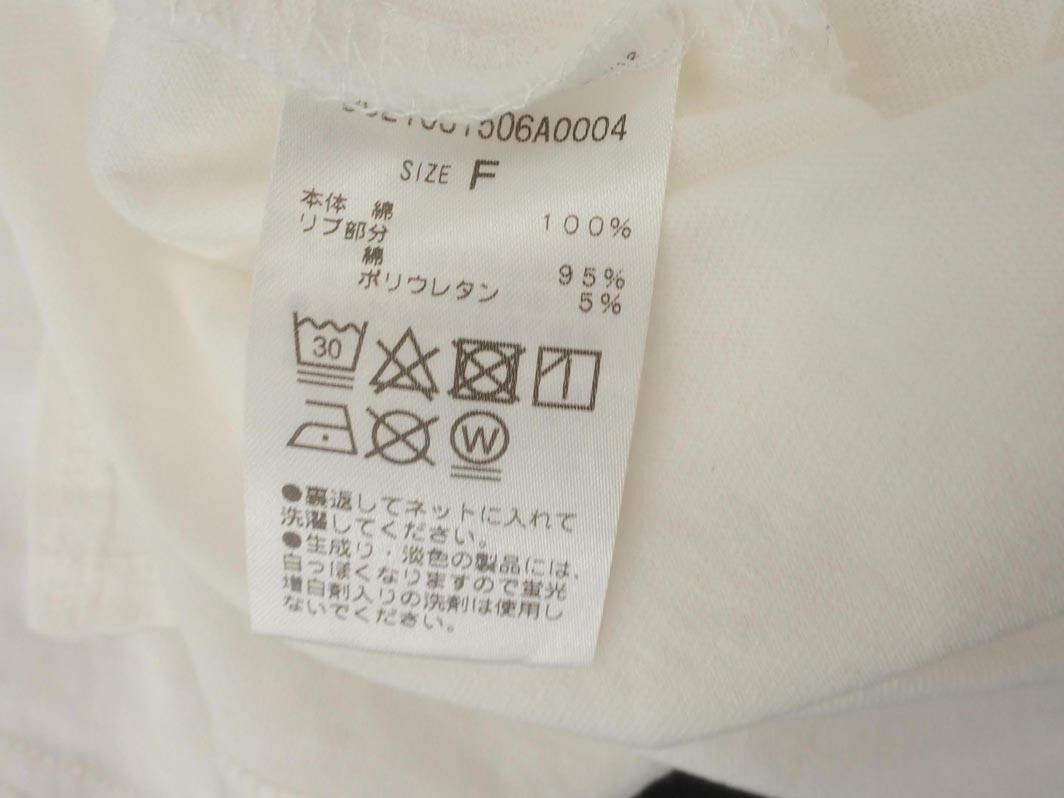 506A0004
SIZE F
本体 綿 100%
リブ部分
綿 95%
ポリウレタン 5%
30
W
●裏返してネットに入れて
洗濯してください。
●生成り・淡色の製品には、
白っぽくなりますので蛍光
増白剤入りの洗剤は使用し
ないでください。